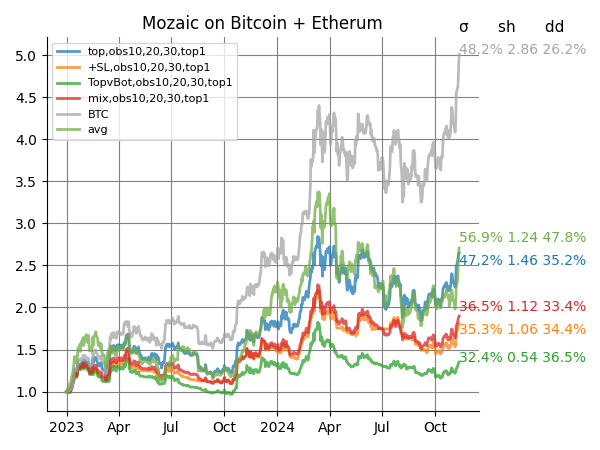 Mozaic on Bitcoin + Etherum
σ sh dd
top,obs10,20,30,top1
+SL,obs10,20,30,top1
TopvBot,obs10,20,30,top1
mix,obs10,20,30,top1
BTC
avg
48.2% 2.86 26.2%
56.9% 1.24 47.8%
47.2% 1.46 35.2%
36.5% 1.12 33.4%
35.3% 1.06 34.4%
32.4% 0.54 36.5%
5.0
4.5
4.0
3.5
3.0
2.5
2.0
1.5
1.0
2023 Apr Jul Oct 2024 Apr Jul Oct